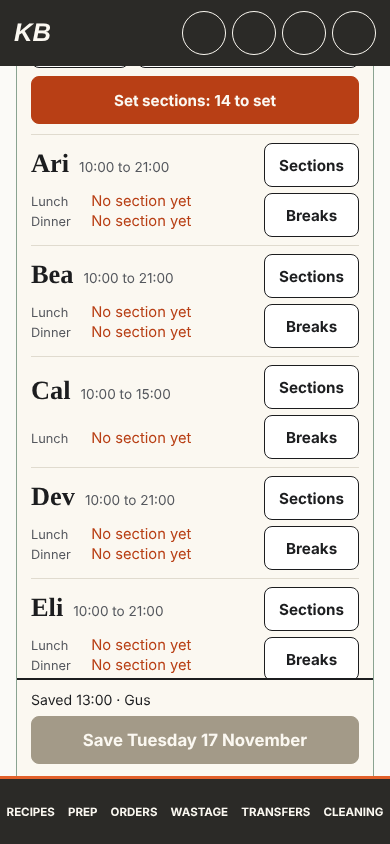 KB
Set sections: 14 to set
Ari 10:00 to 21:00 Sections
Lunch No section yet
Dinner No section yet Breaks
Bea 10:00 to 21:00 Sections
Lunch No section yet
Dinner No section yet Breaks
Cal 10:00 to 15:00 Sections
Lunch No section yet Breaks
Dev 10:00 to 21:00 Sections
Lunch No section yet
Dinner No section yet Breaks
Eli 10:00 to 21:00 Sections
Lunch No section yet
Dinner No section yet Breaks
Saved 13:00 · Gus
Save Tuesday 17 November
RECIPES PREP ORDERS WASTAGE TRANSFERS CLEANING